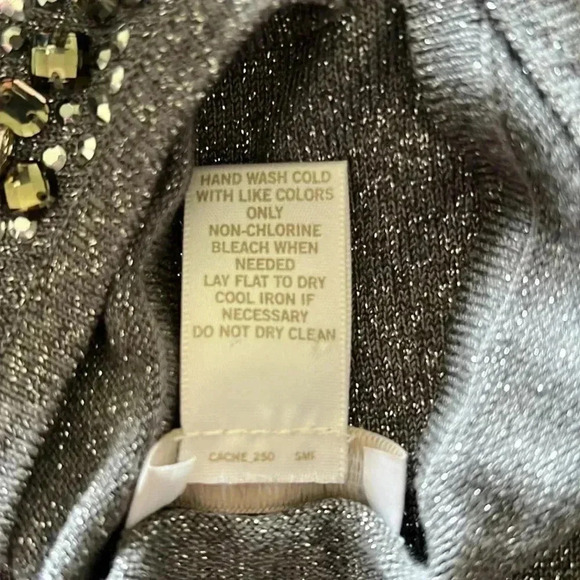 HAND WASH COLD
WITH LIKE COLORS
ONLY
NON-CHLORINE
BLEACH WHEN
NEEDED
LAY FLAT TO DRY
COOL IRON IF
NECESSARY
DO NOT DRY CLEAN
CACHE 250 SMF